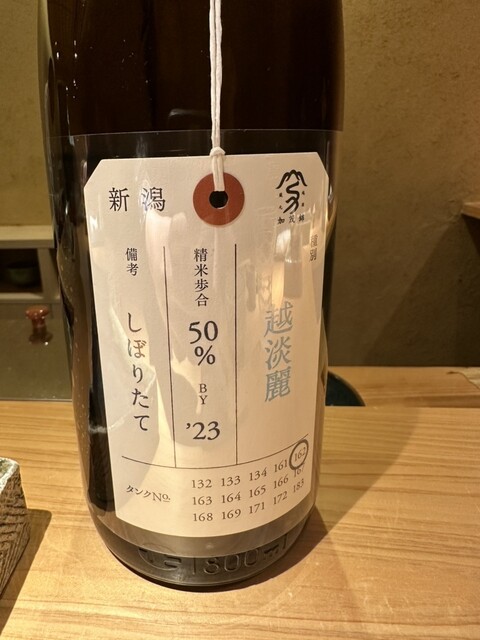 新潟
加茂錦
種別
越淡麗
精米歩合
50%
BY
'23
備考
しぼりたて
タンクNo.
132 133 134 161 162
163 164 165 166 167
168 169 171 172 183
1800